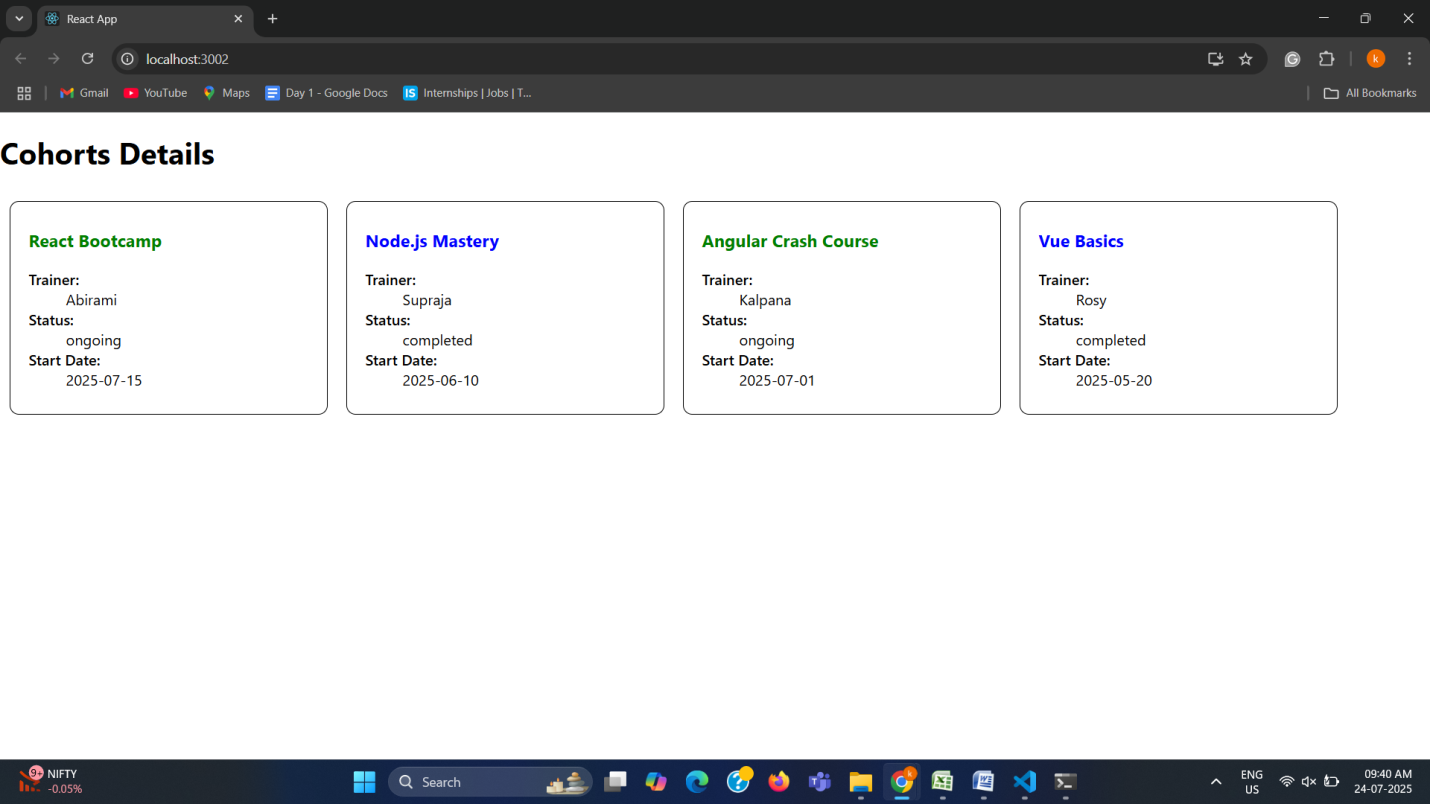 React App
localhost:3002
k
Gmail
YouTube
Maps
Day 1 - Google Docs
IS
Internships | Jobs | T...
All Bookmarks
Cohorts Details
React Bootcamp
Trainer:
Abirami
Status:
ongoing
Start Date:
2025-07-15
Node.js Mastery
Trainer:
Supraja
Status:
completed
Start Date:
2025-06-10
Angular Crash Course
Trainer:
Kalpana
Status:
ongoing
Start Date:
2025-07-01
Vue Basics
Trainer:
Rosy
Status:
completed
Start Date:
2025-05-20
9+
NIFTY
-0.05%
Search
k
ENG
US
09:40 AM
24-07-2025